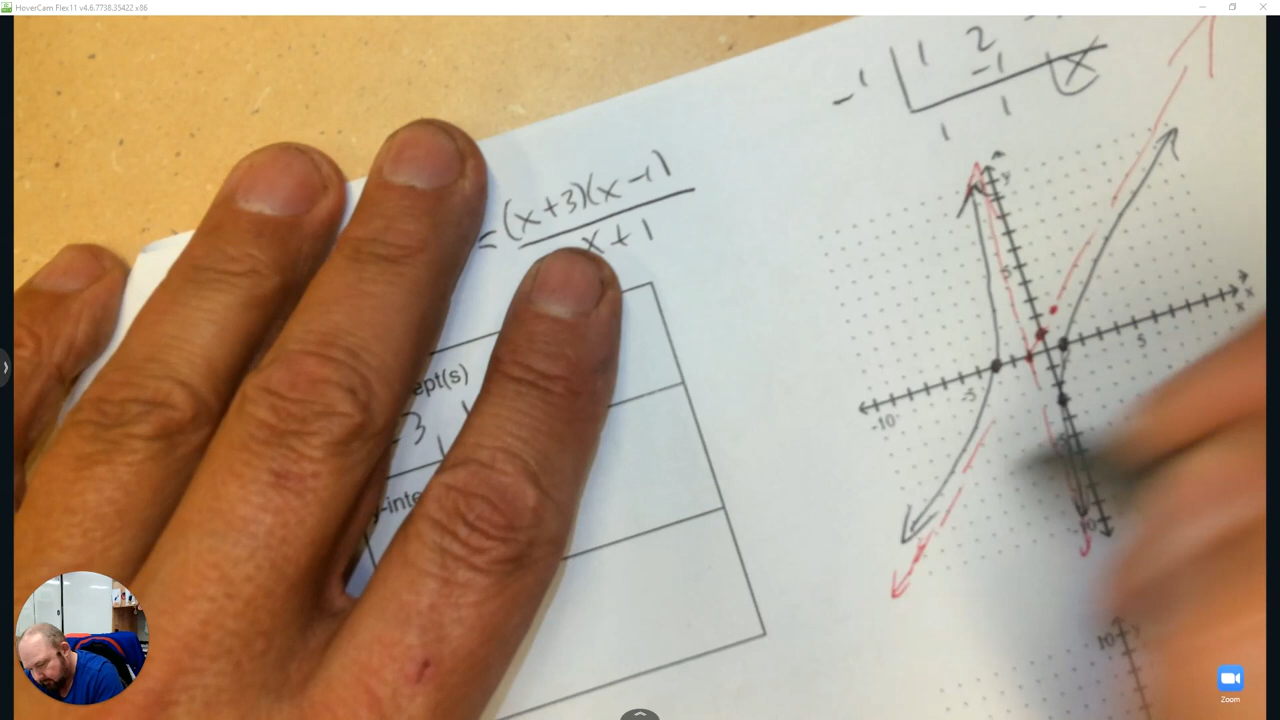 HoverCam Flex11 v4.6.7738.35422 x86
1 2
-1 -1 X
1 1
= (x+3)(x-1)
x+1
ept(s)
3 1
y-inte
y
5
x
x
5
-5
-10
10
Zoom